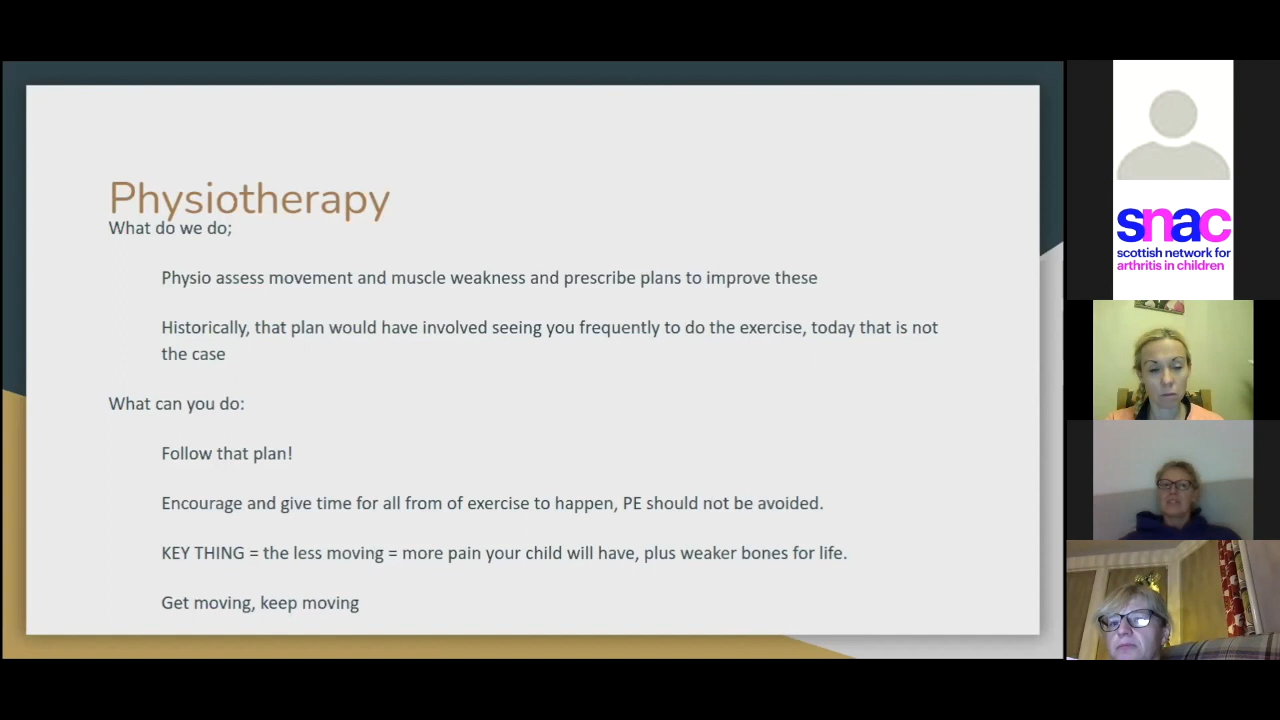 Physiotherapy
What do we do;
Physio assess movement and muscle weakness and prescribe plans to improve these
Historically, that plan would have involved seeing you frequently to do the exercise, today that is not
the case
What can you do:
Follow that plan!
Encourage and give time for all from of exercise to happen, PE should not be avoided.
KEY THING = the less moving = more pain your child will have, plus weaker bones for life.
Get moving, keep moving
snac
scottish network for
arthritis in children